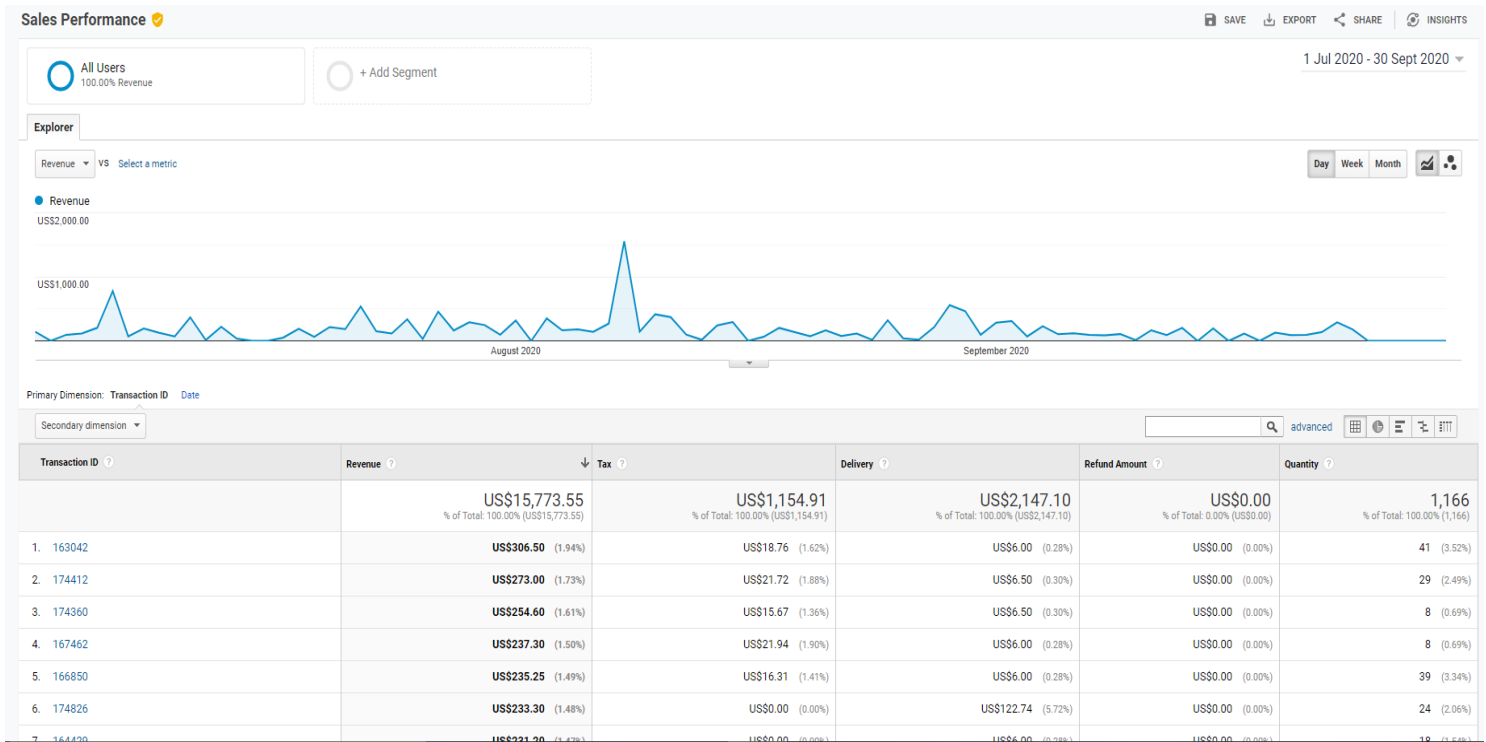 Sales Performance
SAVE EXPORT SHARE INSIGHTS
All Users
100.00% Revenue
+ Add Segment
1 Jul 2020 - 30 Sept 2020
Explorer
Revenue VS Select a metric
Day Week Month
Revenue
US$2,000.00
US$1,000.00
August 2020 September 2020
Primary Dimension: Transaction ID Date
Secondary dimension
advanced
Transaction ID ? Revenue ? Tax ? Delivery ? Refund Amount ? Quantity ?
US$15,773.55 US$1,154.91 US$2,147.10 US$0.00 1,166
% of Total: 100.00% (US$15,773.55) % of Total: 100.00% (US$1,154.91) % of Total: 100.00% (US$2,147.10) % of Total: 0.00% (US$0.00) % of Total: 100.00% (1,166)
1. 163042 US$306.50 (1.94%) US$18.76 (1.62%) US$6.00 (0.28%) US$0.00 (0.00%) 41 (3.52%)
2. 174412 US$273.00 (1.73%) US$21.72 (1.88%) US$6.50 (0.30%) US$0.00 (0.00%) 29 (2.49%)
3. 174360 US$254.60 (1.61%) US$15.67 (1.36%) US$6.50 (0.30%) US$0.00 (0.00%) 8 (0.69%)
4. 167462 US$237.30 (1.50%) US$21.94 (1.90%) US$6.00 (0.28%) US$0.00 (0.00%) 8 (0.69%)
5. 166850 US$235.25 (1.49%) US$16.31 (1.41%) US$6.00 (0.28%) US$0.00 (0.00%) 39 (3.34%)
6. 174826 US$233.30 (1.48%) US$0.00 (0.00%) US$122.74 (5.72%) US$0.00 (0.00%) 24 (2.06%)